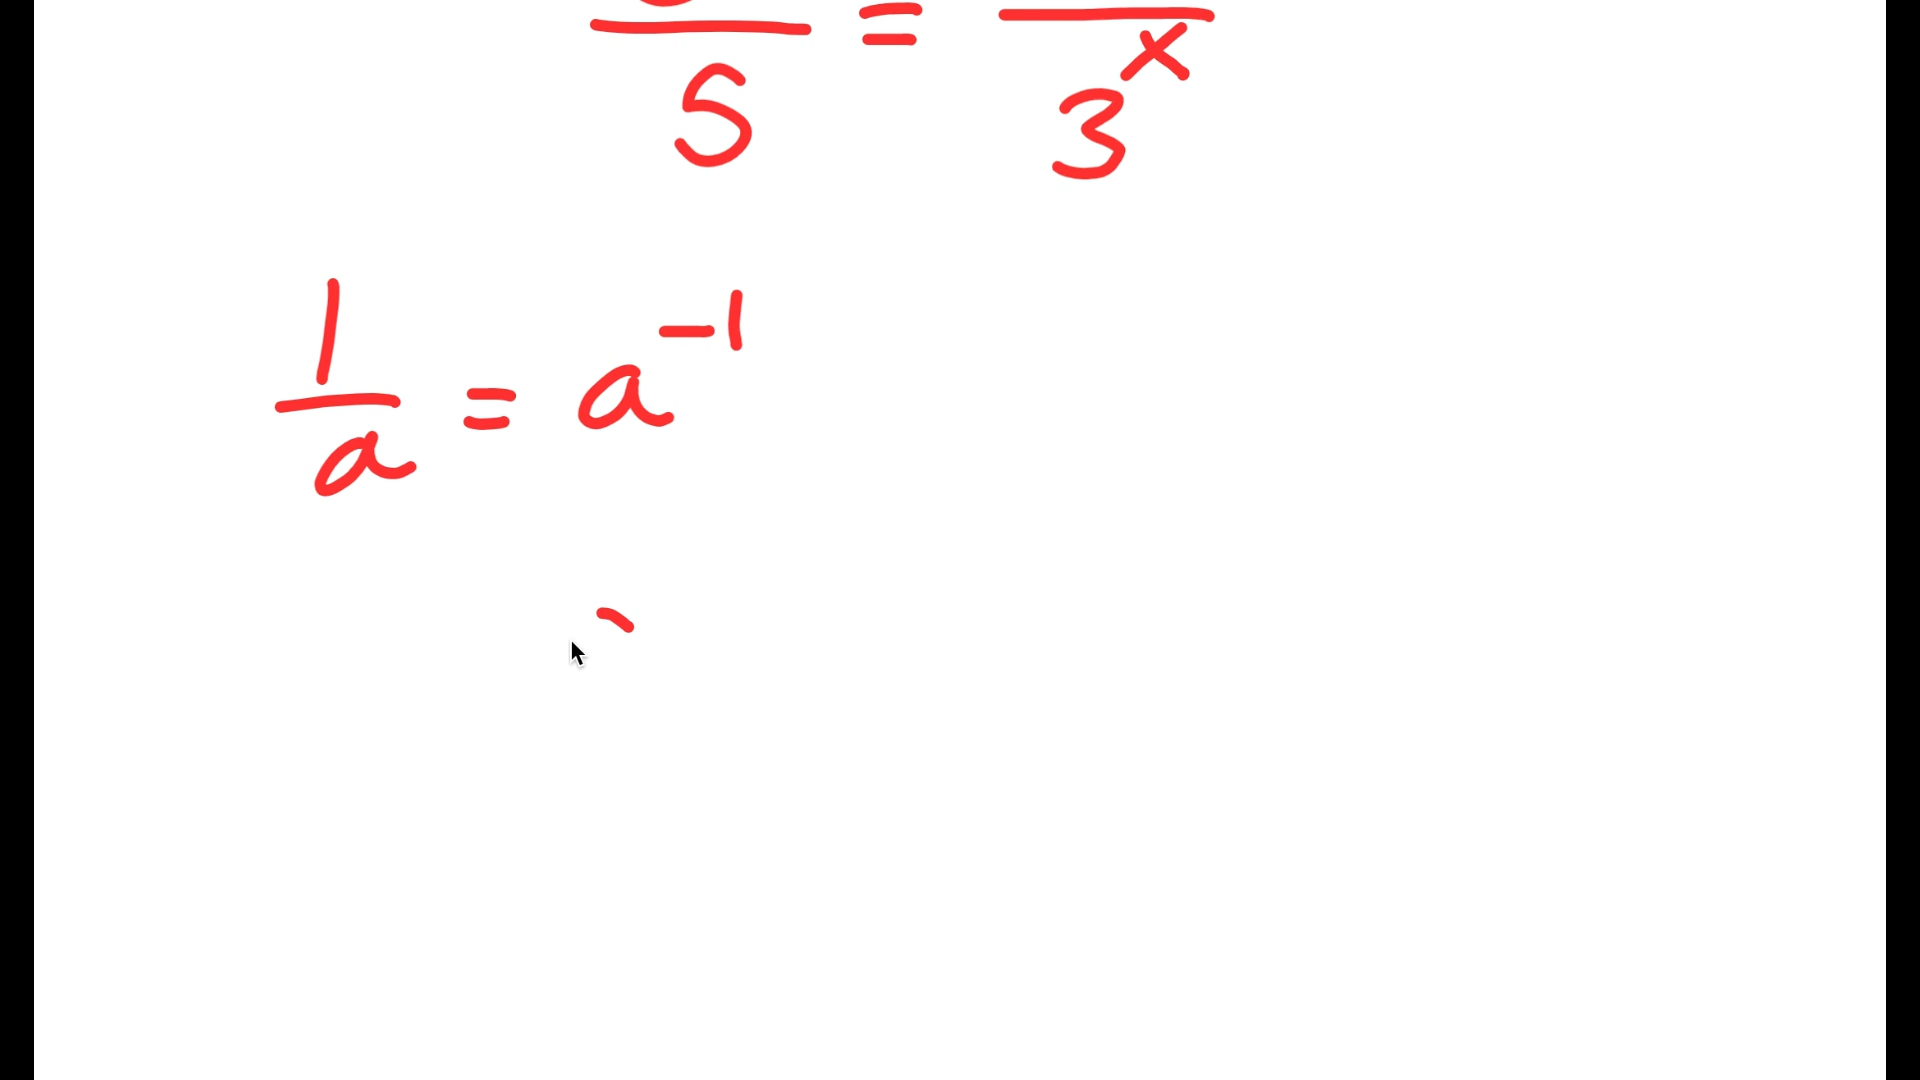 5 = 3^x
1/a = a^-1